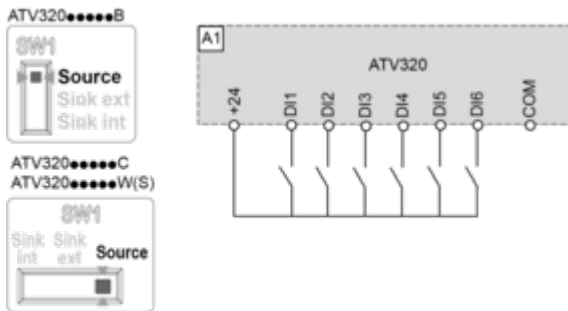 ATV320●●●●●B
SW1
Source
Sink ext
Sink int
ATV320●●●●●C
ATV320●●●●●W(S)
SW1
Sink int
Sink ext
Source
A1
ATV320
+24
DI1
DI2
DI3
DI4
DI5
DI6
COM